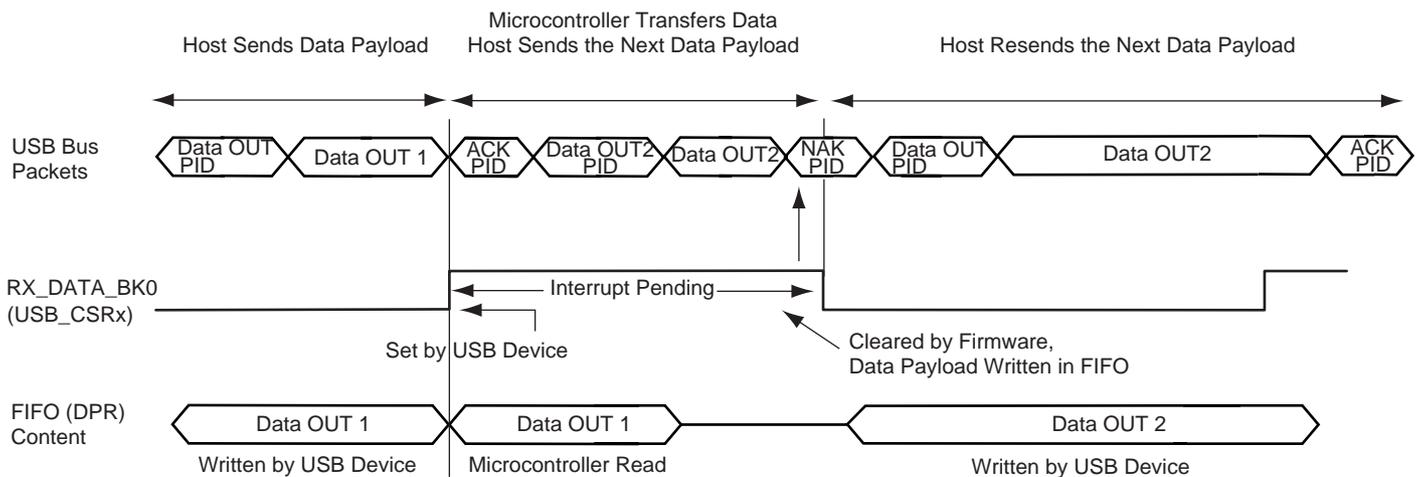 Microcontroller Transfers Data
Host Sends Data Payload
Host Sends the Next Data Payload
Host Resends the Next Data Payload
USB Bus
Packets
Data OUT
PID
Data OUT 1
ACK
PID
Data OUT2
PID
Data OUT2
NAK
PID
Data OUT
PID
Data OUT2
ACK
PID
RX_DATA_BK0
(USB_CSRx)
Interrupt Pending
Set by USB Device
Cleared by Firmware,
Data Payload Written in FIFO
FIFO (DPR)
Content
Data OUT 1
Data OUT 1
Data OUT 2
Written by USB Device
Microcontroller Read
Written by USB Device